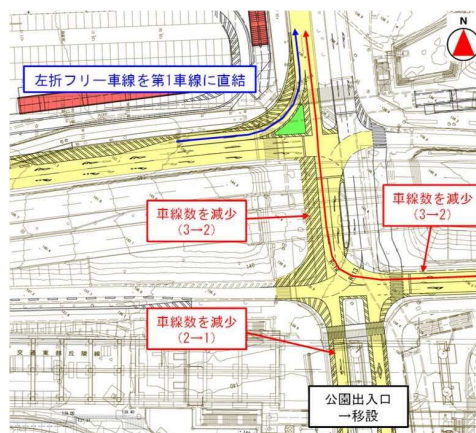 N
左折フリー車線を第1車線に直結
車線数を減少
(3→2)
車線数を減少
(3→2)
車線数を減少
(2→1)
公園出入口
→移設